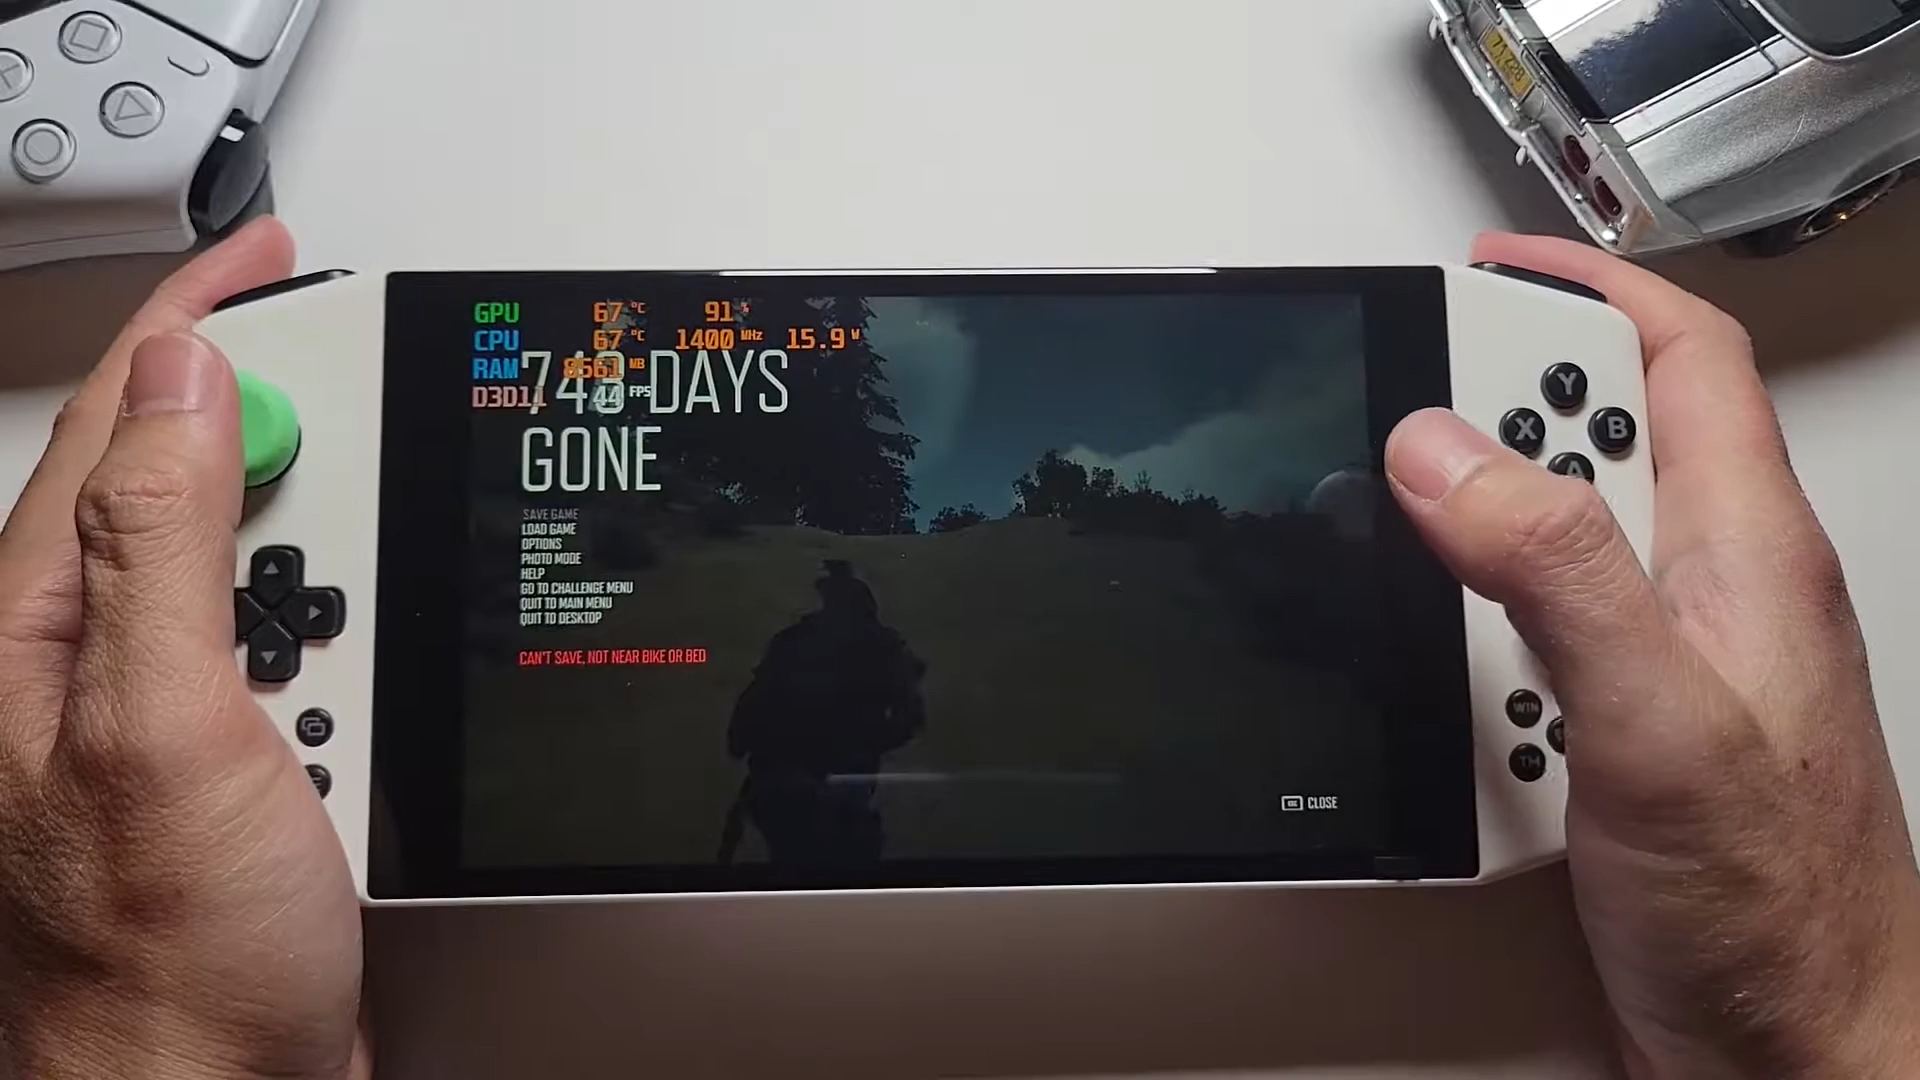 GPU 67 °C 91 %
CPU 67 °C 1400 MHz 15.9 W
RAM 8561 MB
D3D11 44 FPS
743 DAYS
GONE
SAVE GAME
LOAD GAME
OPTIONS
PHOTO MODE
HELP
GO TO CHALLENGE MENU
QUIT TO MAIN MENU
QUIT TO DESKTOP
CAN'T SAVE, NOT NEAR BIKE OR BED
CLOSE
Y
X
B
A
WIN
TM